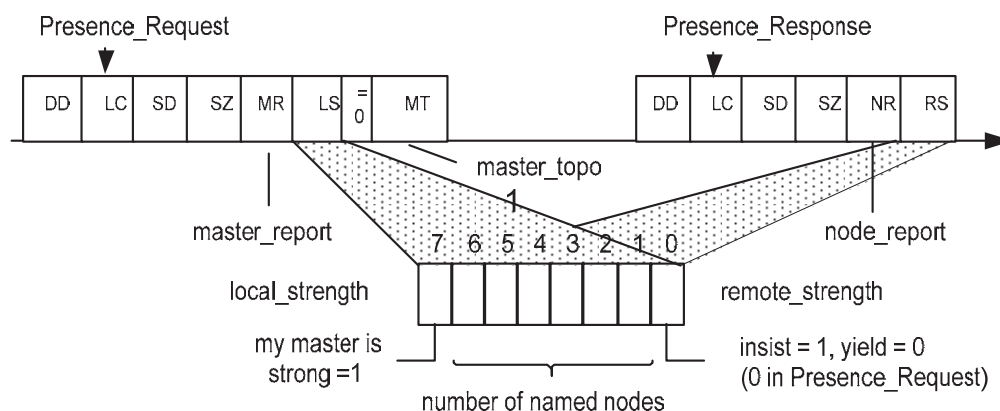 Presence_Request
Presence_Response
DD LC SD SZ MR LS = 0 MT
DD LC SD SZ NR RS
master_topo
1
master_report
node_report
7 6 5 4 3 2 1 0
local_strength
remote_strength
my master is
strong =1
insist = 1, yield = 0
(0 in Presence_Request)
number of named nodes